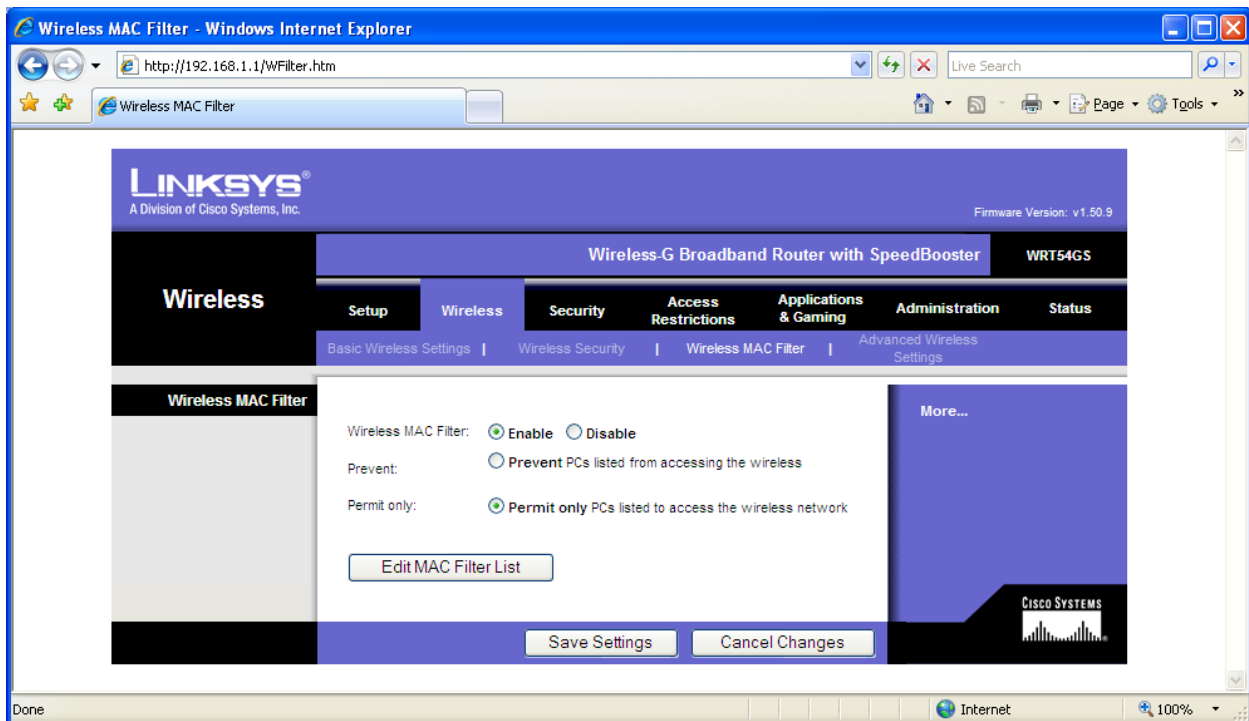 Wireless MAC Filter - Windows Internet Explorer
http://192.168.1.1/WFilter.htm
Live Search
Wireless MAC Filter
Page
Tools
»
LINKSYS®
A Division of Cisco Systems, Inc.
Firmware Version: v1.50.9
Wireless-G Broadband Router with SpeedBooster
WRT54GS
Wireless
Setup
Wireless
Security
Access
Restrictions
Applications
& Gaming
Administration
Status
Basic Wireless Settings |
Wireless Security |
Wireless MAC Filter |
Advanced Wireless
Settings
Wireless MAC Filter
More...
Wireless MAC Filter: Enable Disable
Prevent: Prevent PCs listed from accessing the wireless
Permit only: Permit only PCs listed to access the wireless network
Edit MAC Filter List
CISCO SYSTEMS
Save Settings
Cancel Changes
Done
Internet
100%